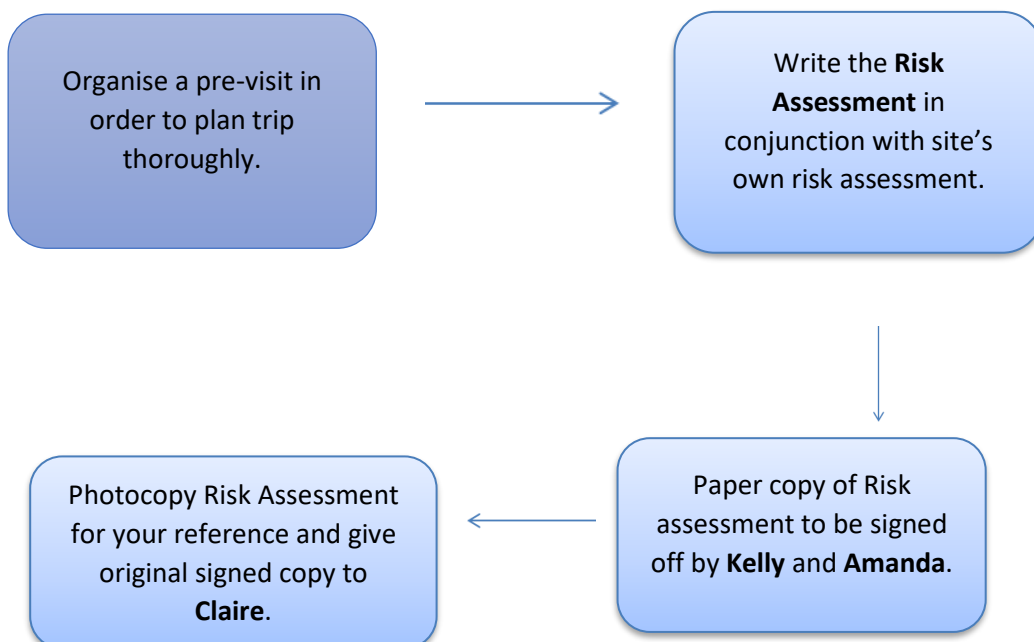 Organise a pre-visit in
order to plan trip
thoroughly.
Write the Risk
Assessment in
conjunction with site’s
own risk assessment.
Paper copy of Risk
assessment to be signed
off by Kelly and Amanda.
Photocopy Risk Assessment
for your reference and give
original signed copy to
Claire.